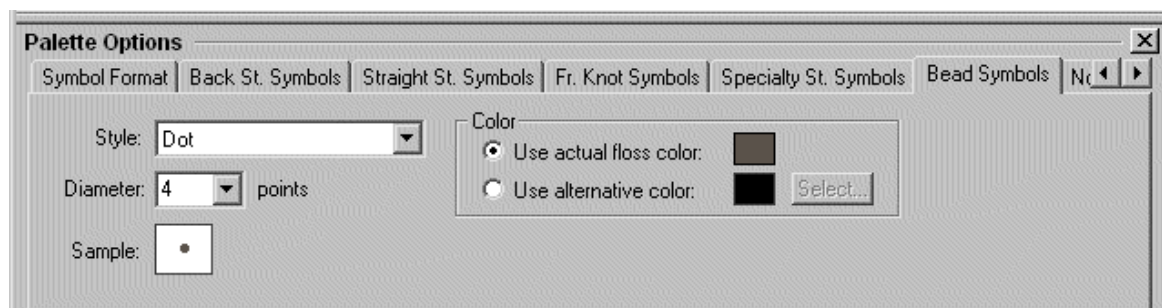 Palette Options
Symbol Format Back St. Symbols Straight St. Symbols Fr. Knot Symbols Specialty St. Symbols Bead Symbols
Style: Dot
Color
Use actual floss color:
Diameter: 4 points
Use alternative color: Select...
Sample: